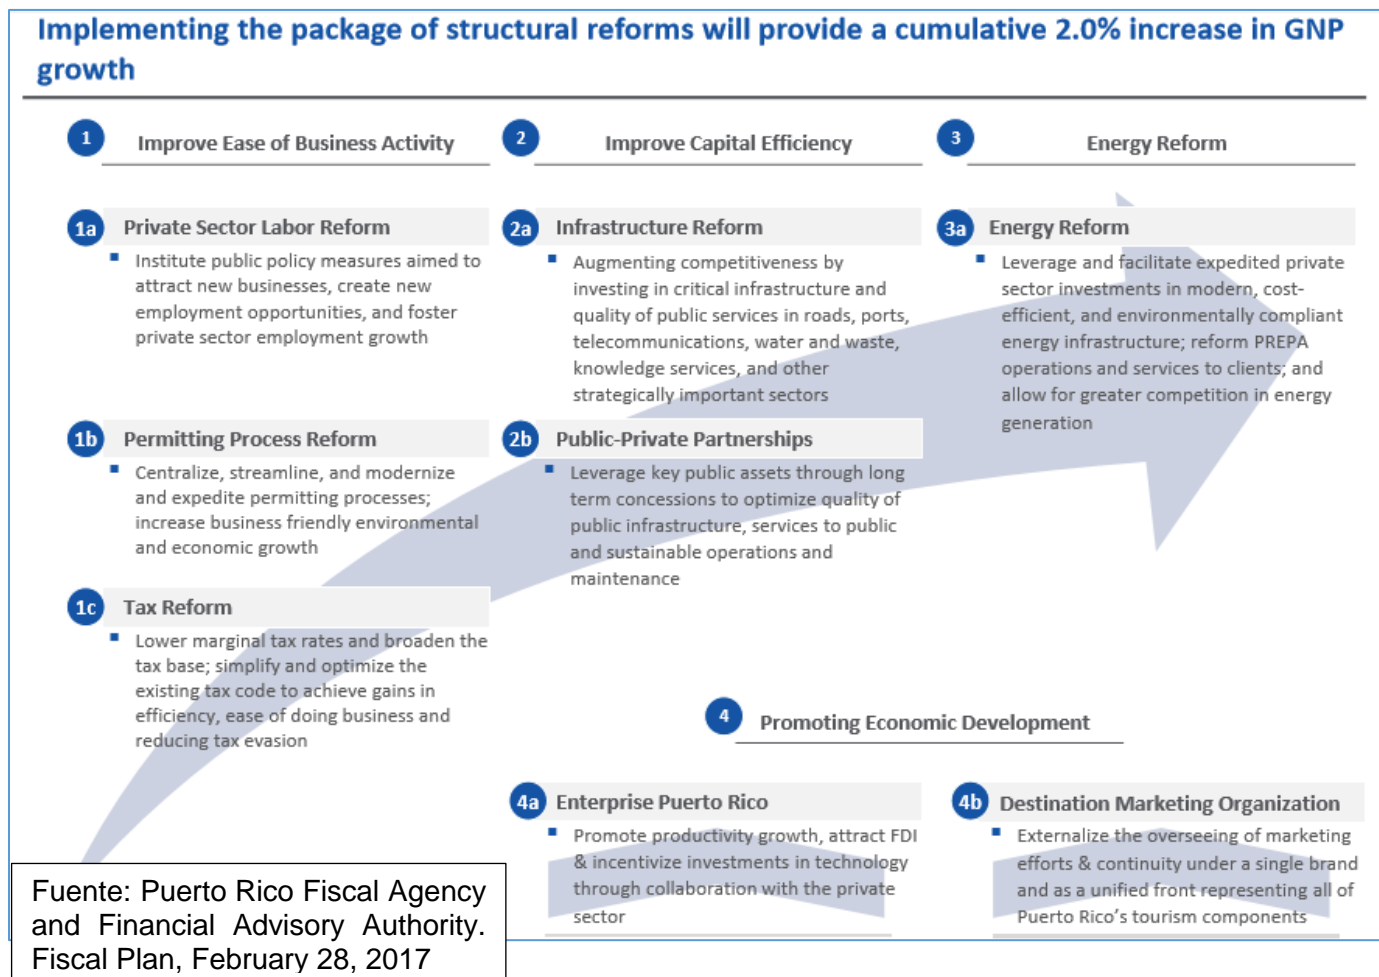 Implementing the package of structural reforms will provide a cumulative 2.0% increase in GNP
growth
1
Improve Ease of Business Activity
2
Improve Capital Efficiency
3
Energy Reform
1a
Private Sector Labor Reform
▪ Institute public policy measures aimed to
attract new businesses, create new
employment opportunities, and foster
private sector employment growth
1b
Permitting Process Reform
▪ Centralize, streamline, and modernize
and expedite permitting processes;
increase business friendly environmental
and economic growth
1c
Tax Reform
▪ Lower marginal tax rates and broaden the
tax base; simplify and optimize the
existing tax code to achieve gains in
efficiency, ease of doing business and
reducing tax evasion
2a
Infrastructure Reform
▪ Augmenting competitiveness by
investing in critical infrastructure and
quality of public services in roads, ports,
telecommunications, water and waste,
knowledge services, and other
strategically important sectors
2b
Public-Private Partnerships
▪ Leverage key public assets through long
term concessions to optimize quality of
public infrastructure, services to public
and sustainable operations and
maintenance
3a
Energy Reform
▪ Leverage and facilitate expedited private
sector investments in modern, cost-
efficient, and environmentally compliant
energy infrastructure; reform PREPA
operations and services to clients; and
allow for greater competition in energy
generation
4
Promoting Economic Development
4a
Enterprise Puerto Rico
▪ Promote productivity growth, attract FDI
& incentivize investments in technology
through collaboration with the private
sector
4b
Destination Marketing Organization
▪ Externalize the overseeing of marketing
efforts & continuity under a single brand
and as a unified front representing all of
Puerto Rico's tourism components
Fuente: Puerto Rico Fiscal Agency
and Financial Advisory Authority.
Fiscal Plan, February 28, 2017